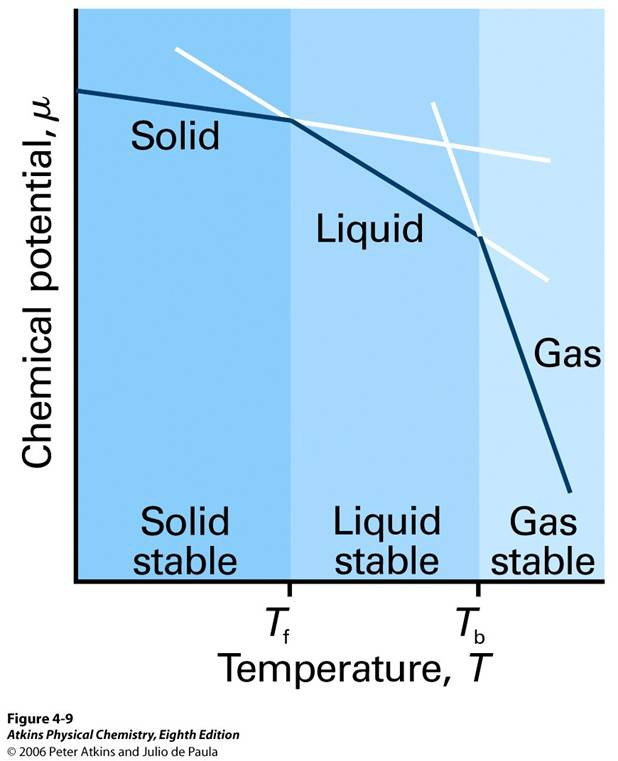 Chemical potential, μ
Solid
Liquid
Gas
Solid
stable
Liquid
stable
Gas
stable
Tf
Tb
Temperature, T
Figure 4-9
Atkins Physical Chemistry, Eighth Edition
© 2006 Peter Atkins and Julio de Paula